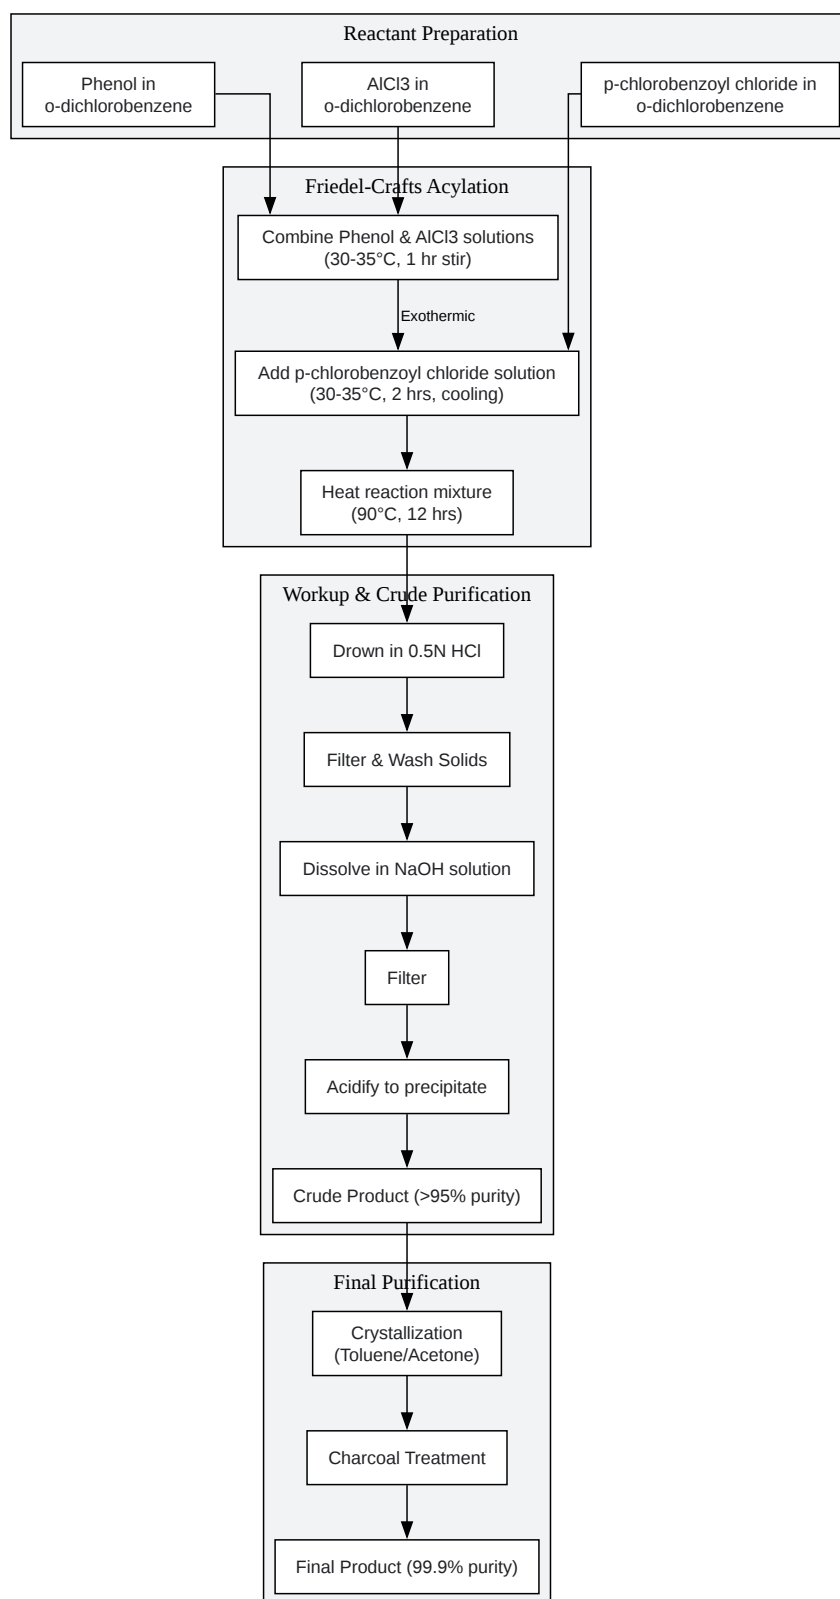 Reactant Preparation
Phenol in
o-dichlorobenzene
AlCl3 in
o-dichlorobenzene
p-chlorobenzoyl chloride in
o-dichlorobenzene
Friedel-Crafts Acylation
Combine Phenol & AlCl3 solutions
(30-35°C, 1 hr stir)
Exothermic
Add p-chlorobenzoyl chloride solution
(30-35°C, 2 hrs, cooling)
Heat reaction mixture
(90°C, 12 hrs)
Workup & Crude Purification
Drown in 0.5N HCl
Filter & Wash Solids
Dissolve in NaOH solution
Filter
Acidify to precipitate
Crude Product (>95% purity)
Final Purification
Crystallization
(Toluene/Acetone)
Charcoal Treatment
Final Product (99.9% purity)